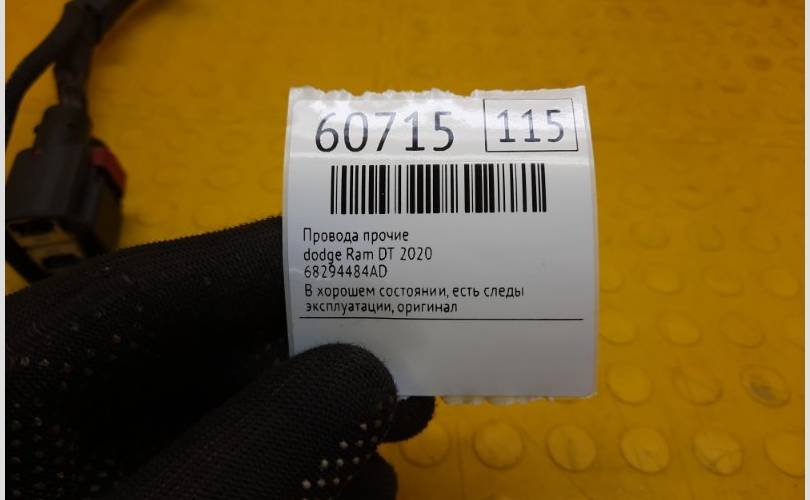 60715 115
Провода прочие
dodge Ram DT 2020
68294484AD
В хорошем состоянии, есть следы
эксплуатации, оригинал